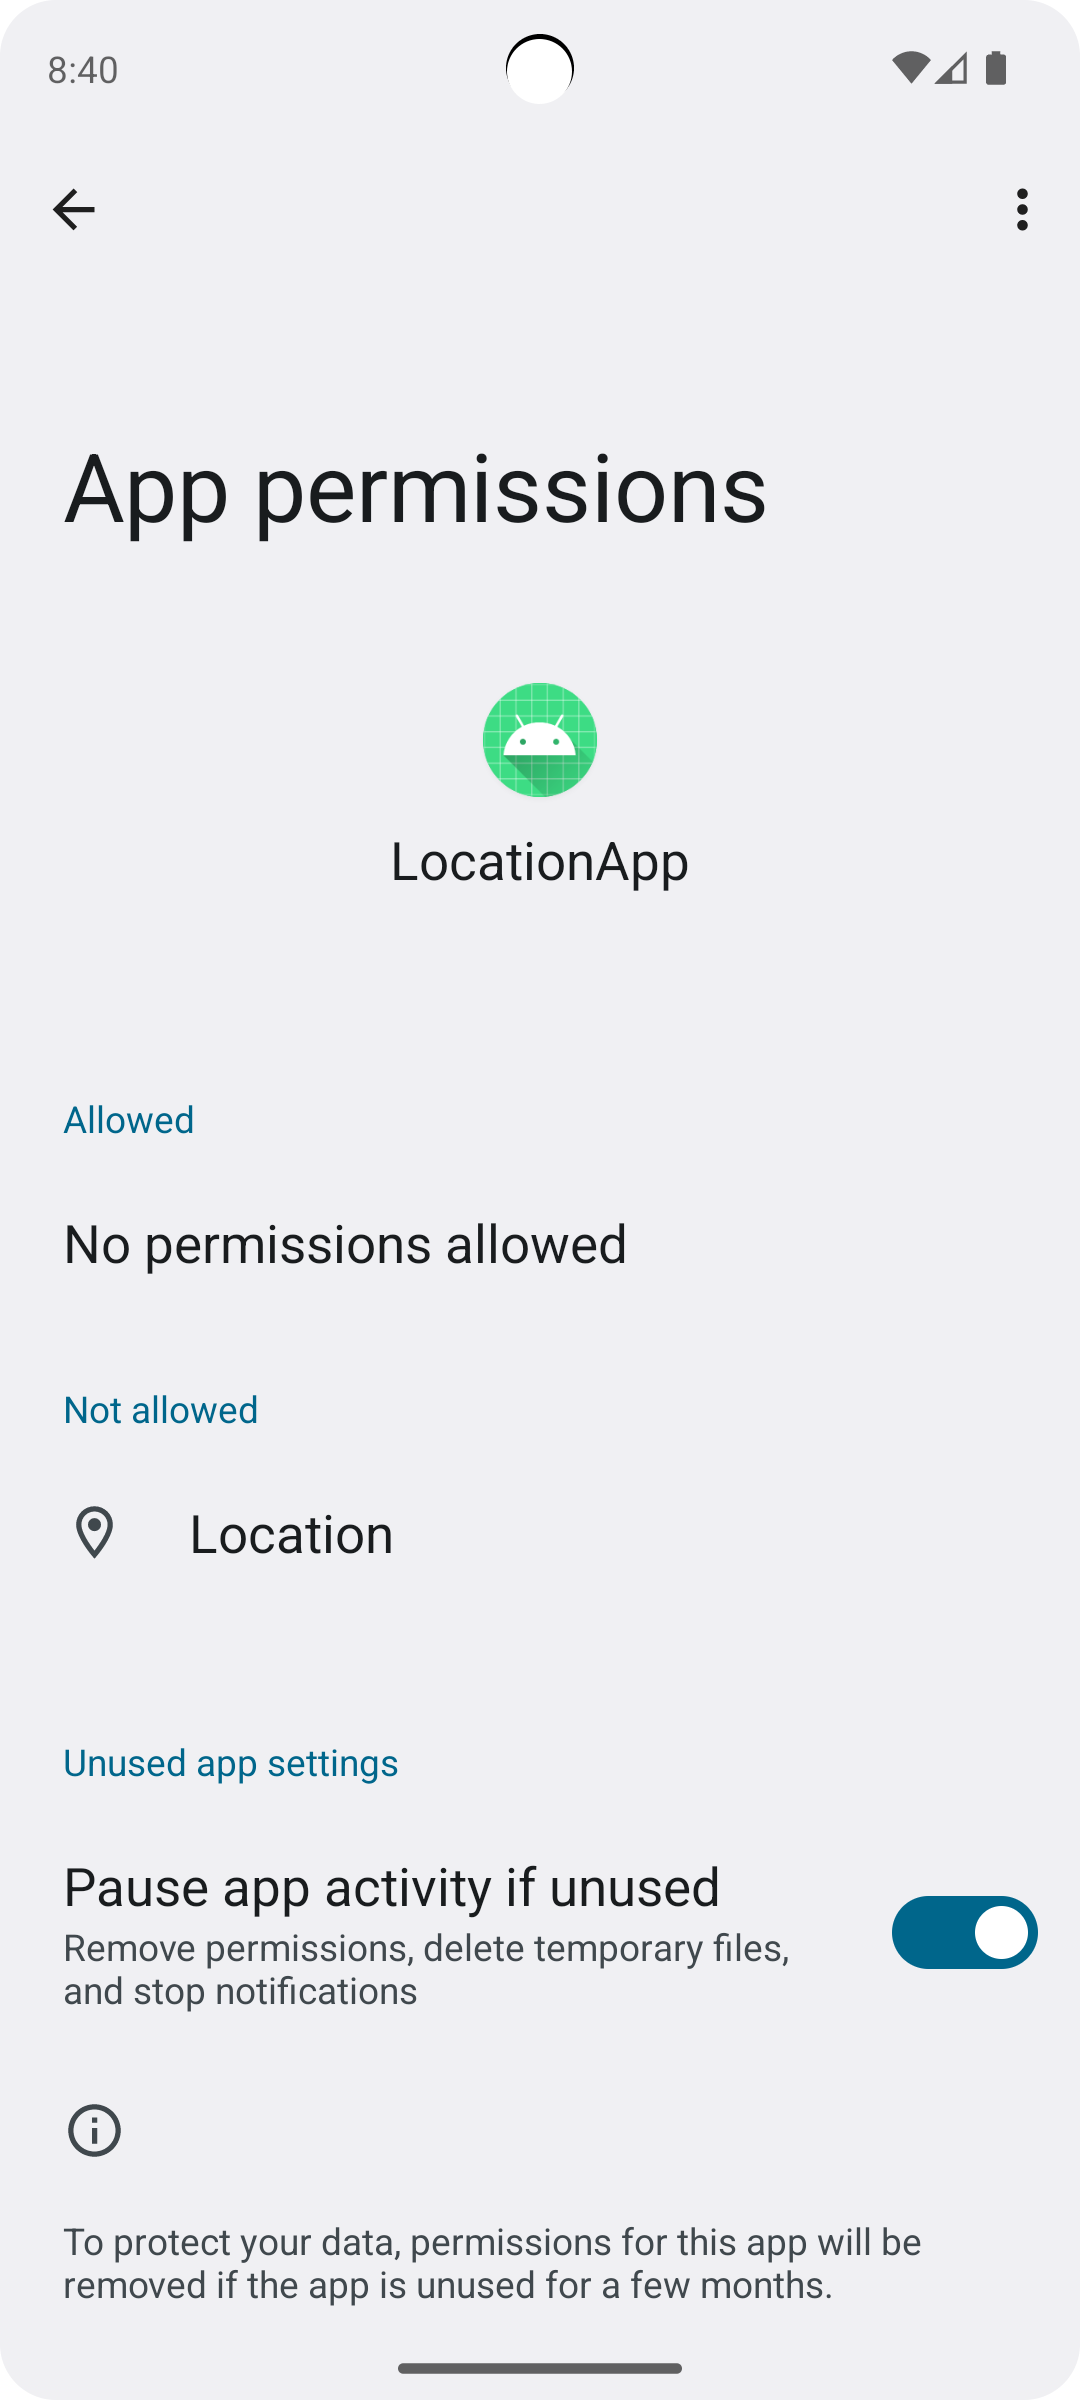 8:40
App permissions
LocationApp
Allowed
No permissions allowed
Not allowed
Location
Unused app settings
Pause app activity if unused
Remove permissions, delete temporary files,
and stop notifications
To protect your data, permissions for this app will be
removed if the app is unused for a few months.